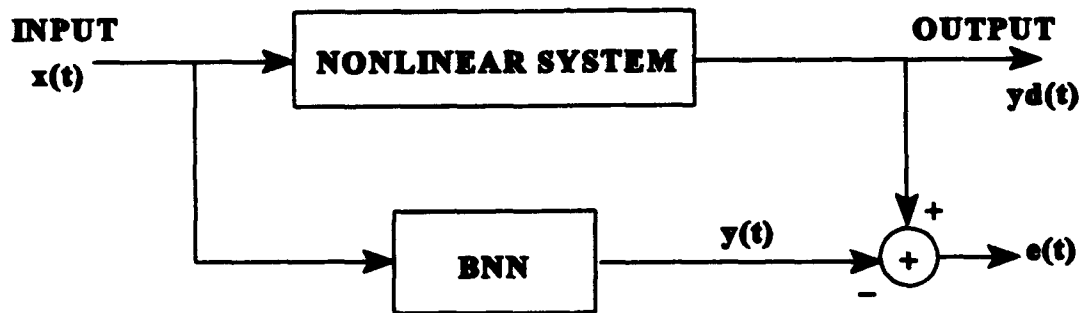 INPUT
x(t)
NONLINEAR SYSTEM
OUTPUT
yd(t)
+
BNN
y(t)
+
−
e(t)